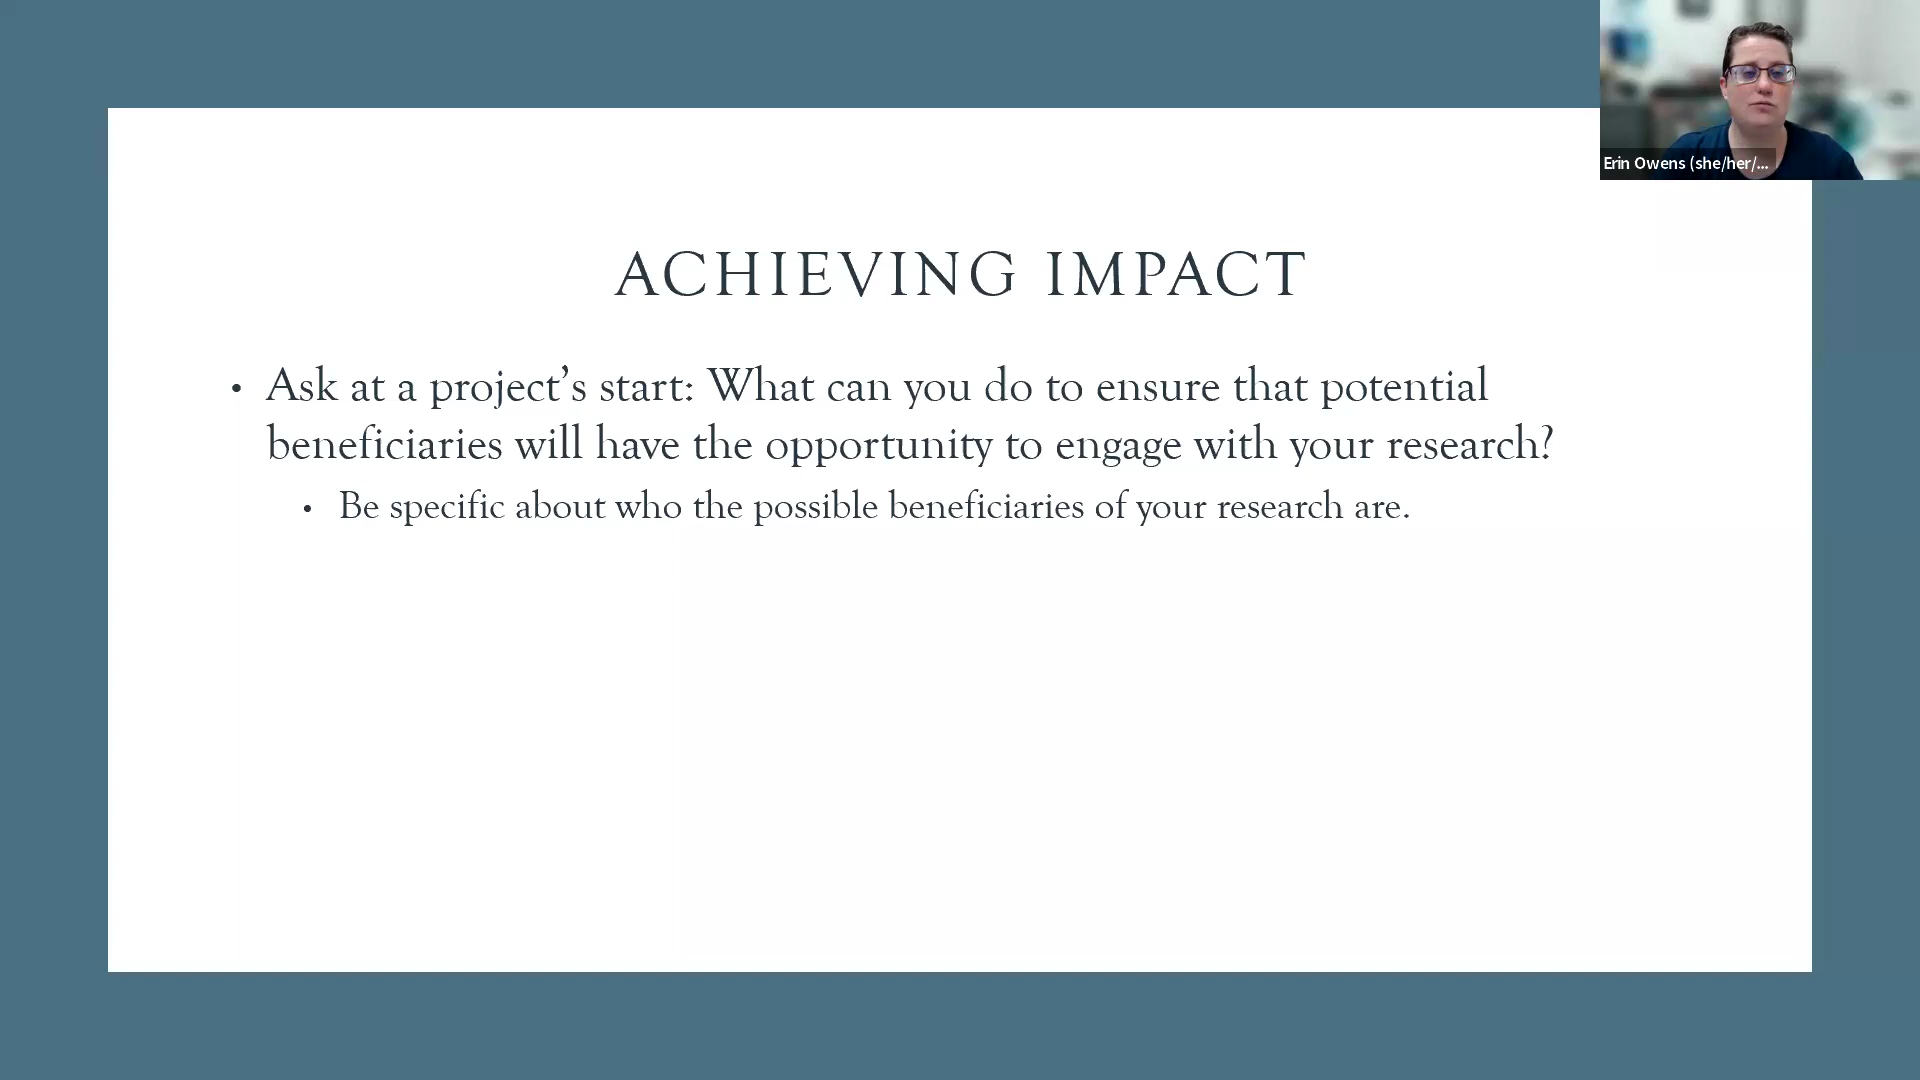 Erin Owens (she/her/...
ACHIEVING IMPACT
• Ask at a project’s start: What can you do to ensure that potential
beneficiaries will have the opportunity to engage with your research?
• Be specific about who the possible beneficiaries of your research are.